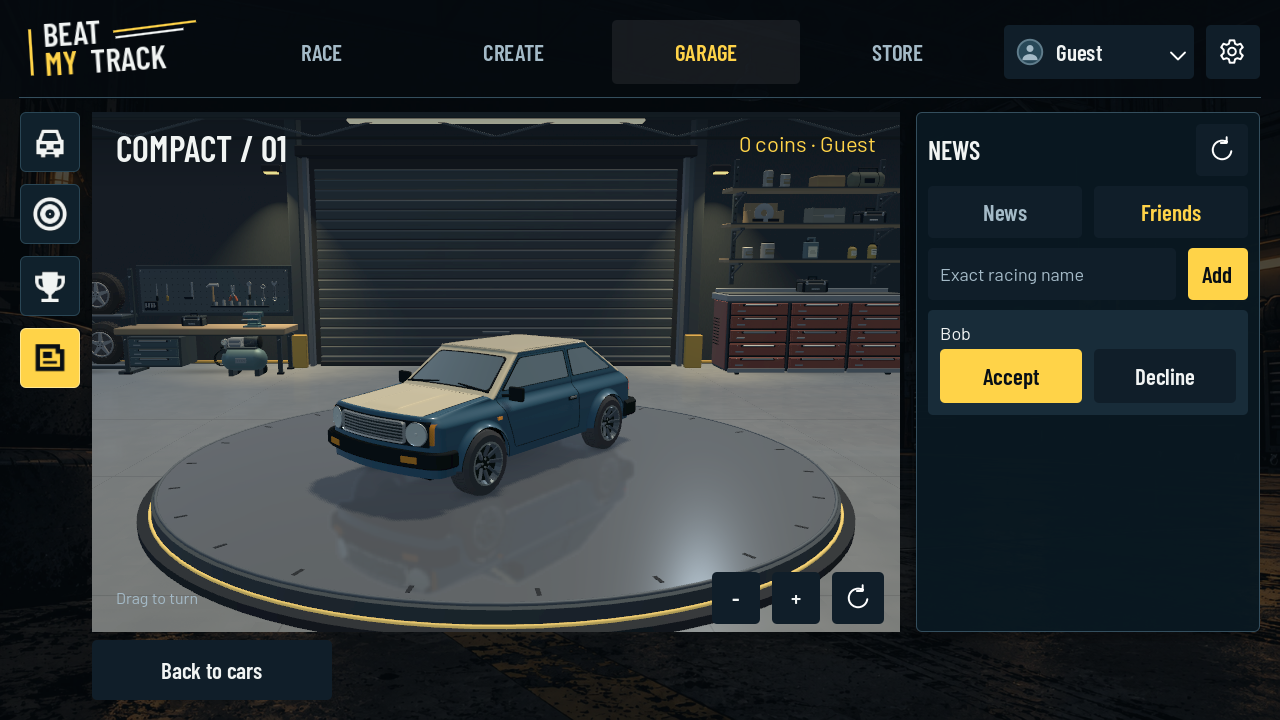 BEAT
MY TRACK
RACE
CREATE
GARAGE
STORE
Guest
COMPACT / 01
0 coins · Guest
NEWS
News
Friends
Exact racing name
Add
Bob
Accept
Decline
Drag to turn
-
+
Back to cars